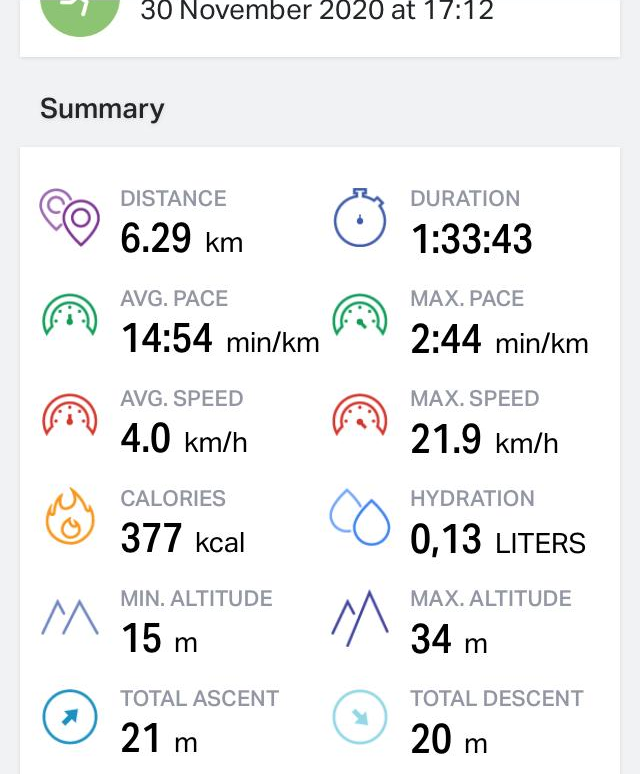 30 November 2020 at 17:12
Summary
DISTANCE
6.29 km
DURATION
1:33:43
AVG. PACE
14:54 min/km
MAX. PACE
2:44 min/km
AVG. SPEED
4.0 km/h
MAX. SPEED
21.9 km/h
CALORIES
377 kcal
HYDRATION
0,13 LITERS
MIN. ALTITUDE
15 m
MAX. ALTITUDE
34 m
TOTAL ASCENT
21 m
TOTAL DESCENT
20 m